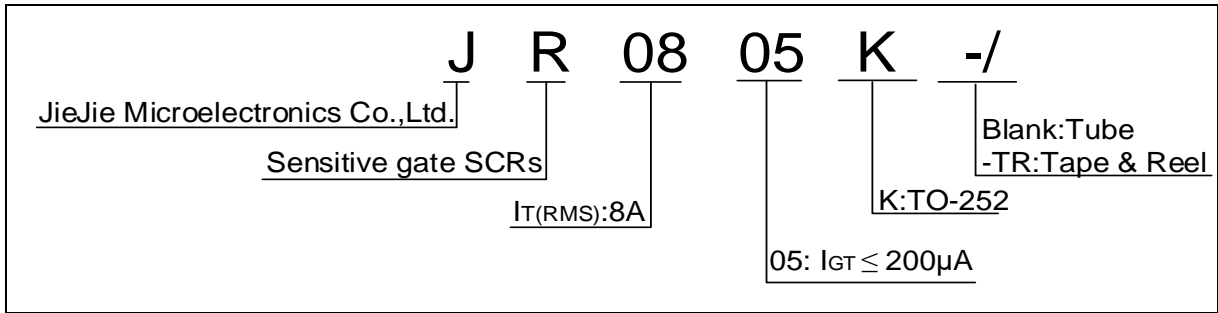 J R 08 05 K -/
JieJie Microelectronics Co.,Ltd.
Blank:Tube
Sensitive gate SCRs
-TR:Tape & Reel
IT(RMS):8A
K:TO-252
05: IGT ≤ 200μA